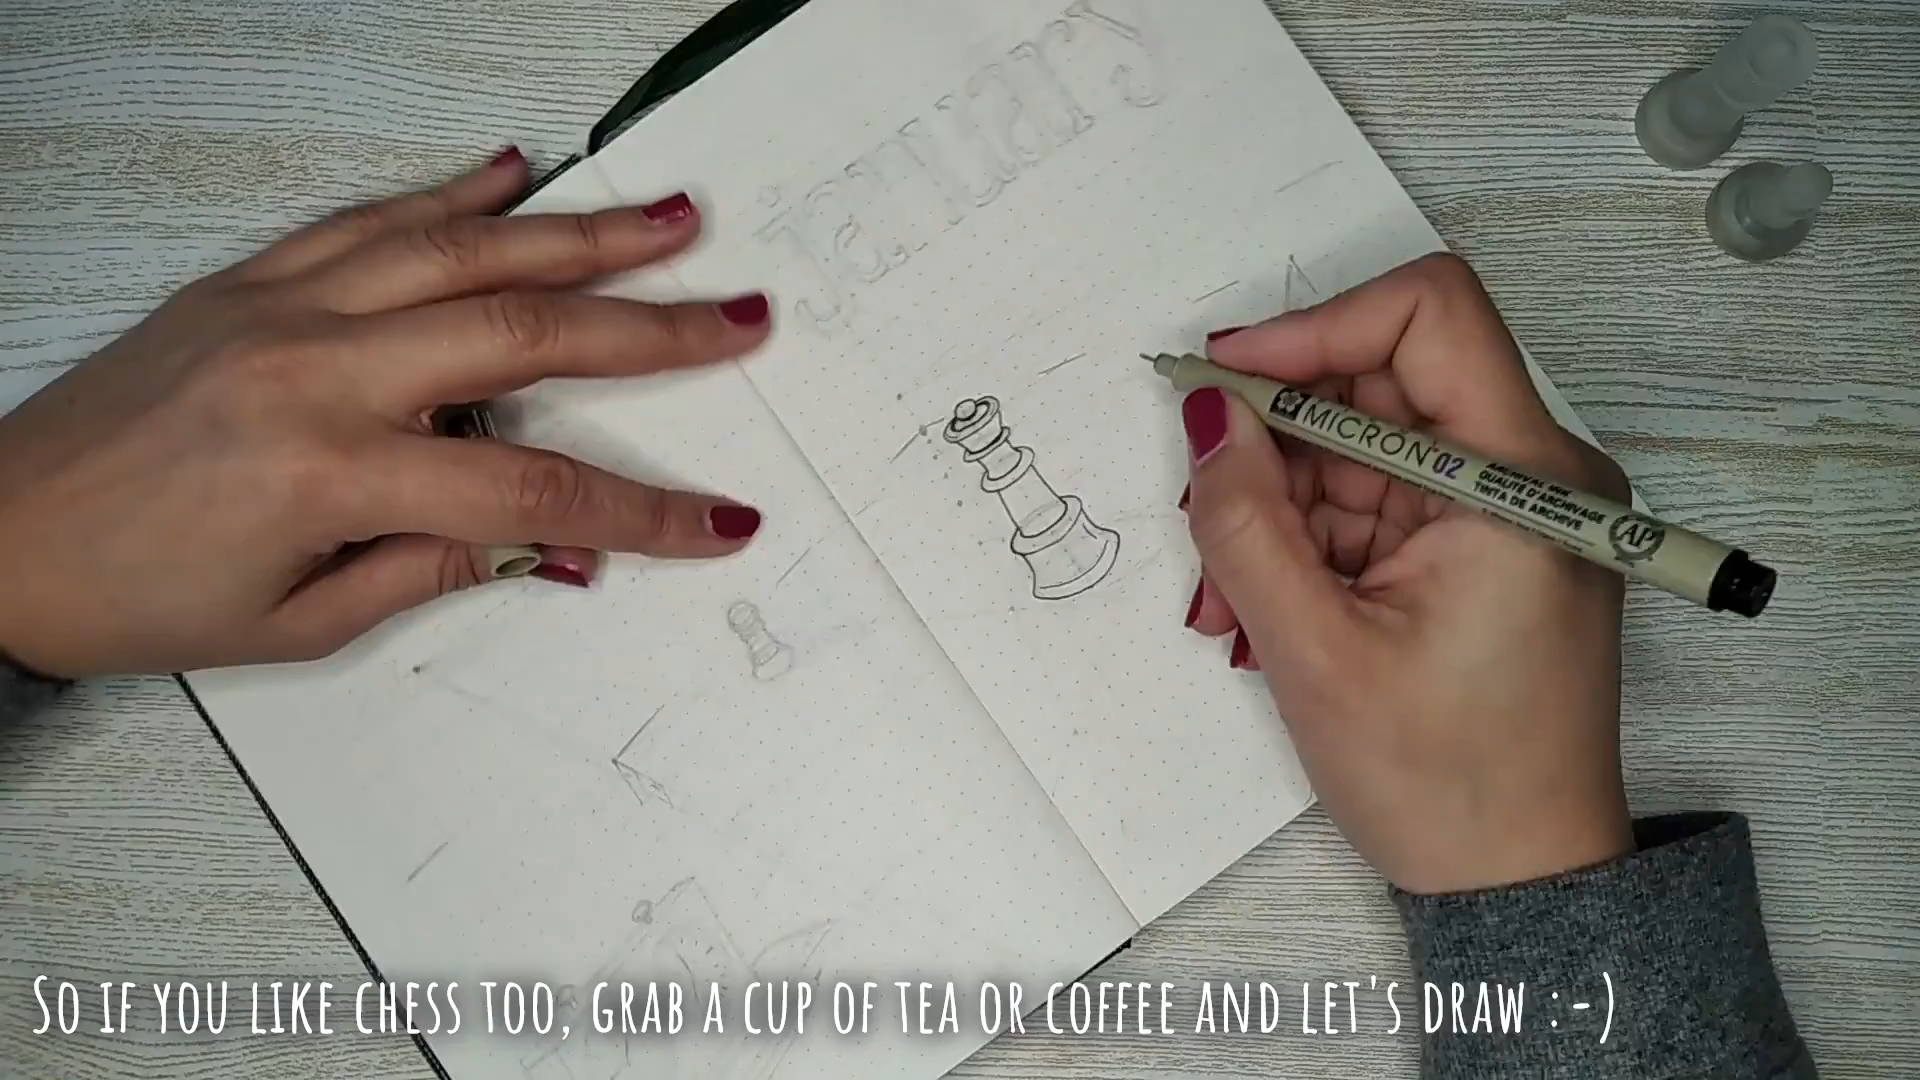 january
MICRON® 02
ARCHIVAL INK
QUALITÉ D'ARCHIVAGE
TINTA DE ARCHIVE
AP
So if you like chess too, grab a cup of tea or coffee and let's draw :-)